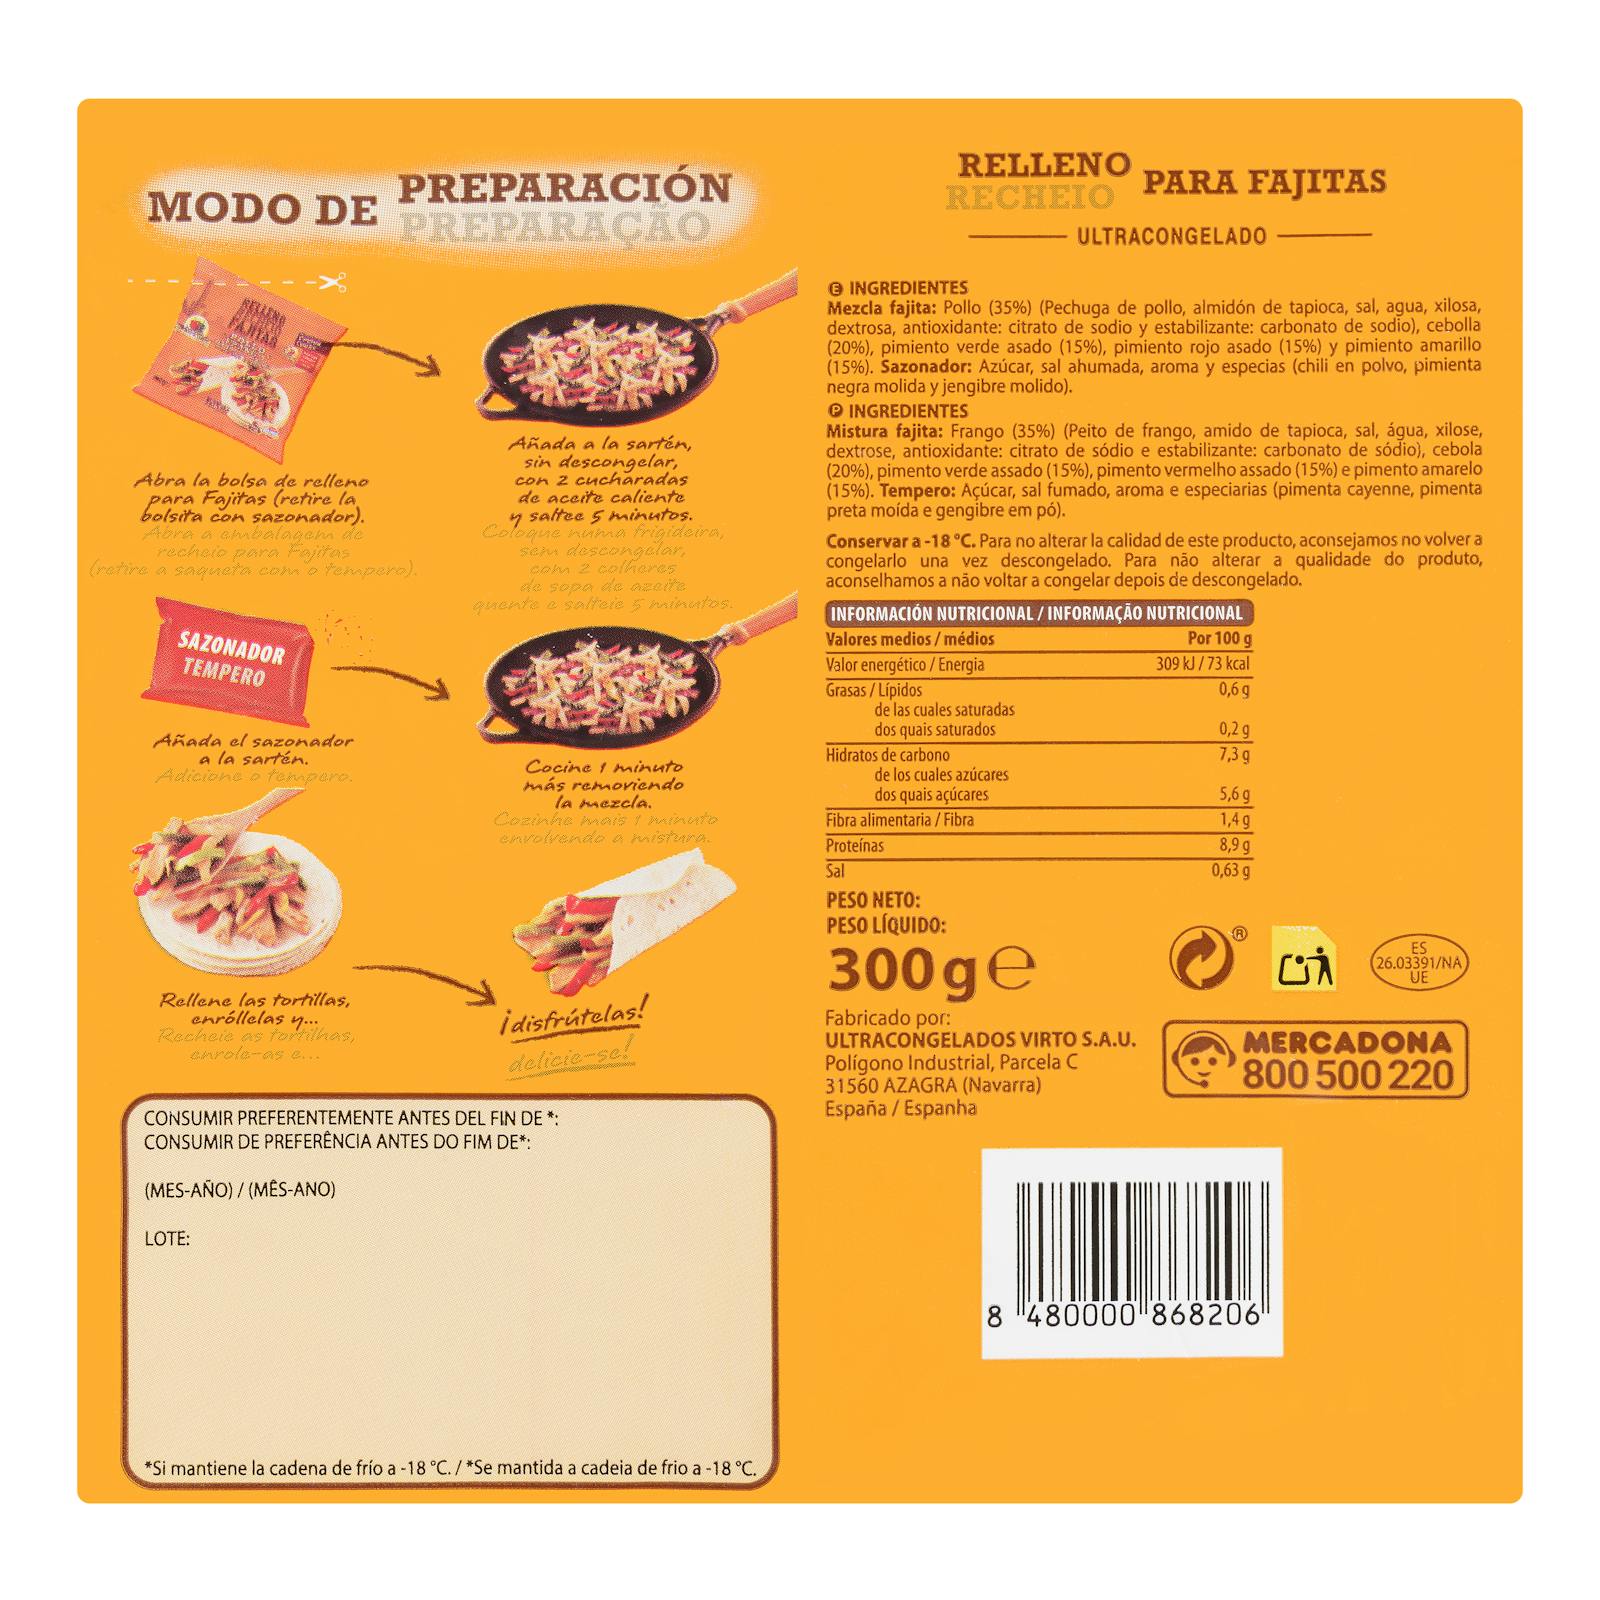 MODO DE PREPARACIÓN
PREPARAÇÃO
RELLENO
FAJITAS
Abra la bolsa de relleno
para Fajitas (retire la
bolsita con sazonador).
Abra a embalagem de
recheio para Fajitas
(retire a saqueta com o tempero).
Añada a la sartén,
sin descongelar,
con 2 cucharadas
de aceite caliente
y saltee 5 minutos.
Coloque numa frigideira,
sem descongelar,
com 2 colheres
de sopa de azeite
quente e salteie 5 minutos.
SAZONADOR
TEMPERO
Añada el sazonador
a la sartén.
Adicione o tempero.
Cocine 1 minuto
más removiendo
la mezcla.
Cozinhe mais 1 minuto
envolvendo a mistura.
Rellene las tortillas,
enróllelas y...
Recheie as tortilhas,
enrole-as e...
¡disfrútelas!
delicie-se!
CONSUMIR PREFERENTEMENTE ANTES DEL FIN DE *:
CONSUMIR DE PREFERÊNCIA ANTES DO FIM DE*:
(MES-AÑO) / (MÊS-ANO)
LOTE:
*Si mantiene la cadena de frío a -18 °C. / *Se mantida a cadeia de frio a -18 °C.
RELLENO PARA FAJITAS
RECHEIO
ULTRACONGELADO
E INGREDIENTES
Mezcla fajita: Pollo (35%) (Pechuga de pollo, almidón de tapioca, sal, agua, xilosa,
dextrosa, antioxidante: citrato de sodio y estabilizante: carbonato de sodio), cebolla
(20%), pimiento verde asado (15%), pimiento rojo asado (15%) y pimiento amarillo
(15%). Sazonador: Azúcar, sal ahumada, aroma y especias (chili en polvo, pimienta
negra molida y jengibre molido).
P INGREDIENTES
Mistura fajita: Frango (35%) (Peito de frango, amido de tapioca, sal, água, xilose,
dextrose, antioxidante: citrato de sódio e estabilizante: carbonato de sódio), cebola
(20%), pimento verde assado (15%), pimento vermelho assado (15%) e pimento amarelo
(15%). Tempero: Açúcar, sal fumado, aroma e especiarias (pimenta cayenne, pimenta
preta moída e gengibre em pó).
Conservar a -18 °C. Para no alterar la calidad de este producto, aconsejamos no volver a
congelarlo una vez descongelado. Para não alterar a qualidade do produto,
aconselhamos a não voltar a congelar depois de descongelado.
INFORMACIÓN NUTRICIONAL / INFORMAÇÃO NUTRICIONAL
Valores medios / médios Por 100 g
Valor energético / Energia 309 kJ / 73 kcal
Grasas / Lípidos 0,6 g
de las cuales saturadas
dos quais saturados 0,2 g
Hidratos de carbono 7,3 g
de los cuales azúcares
dos quais açúcares 5,6 g
Fibra alimentaria / Fibra 1,4 g
Proteínas 8,9 g
Sal 0,63 g
PESO NETO:
PESO LÍQUIDO:
300 g e
®
ES
26.03391/NA
UE
Fabricado por:
ULTRACONGELADOS VIRTO S.A.U.
Polígono Industrial, Parcela C
31560 AZAGRA (Navarra)
España / Espanha
MERCADONA
800 500 220
8 480000 868206